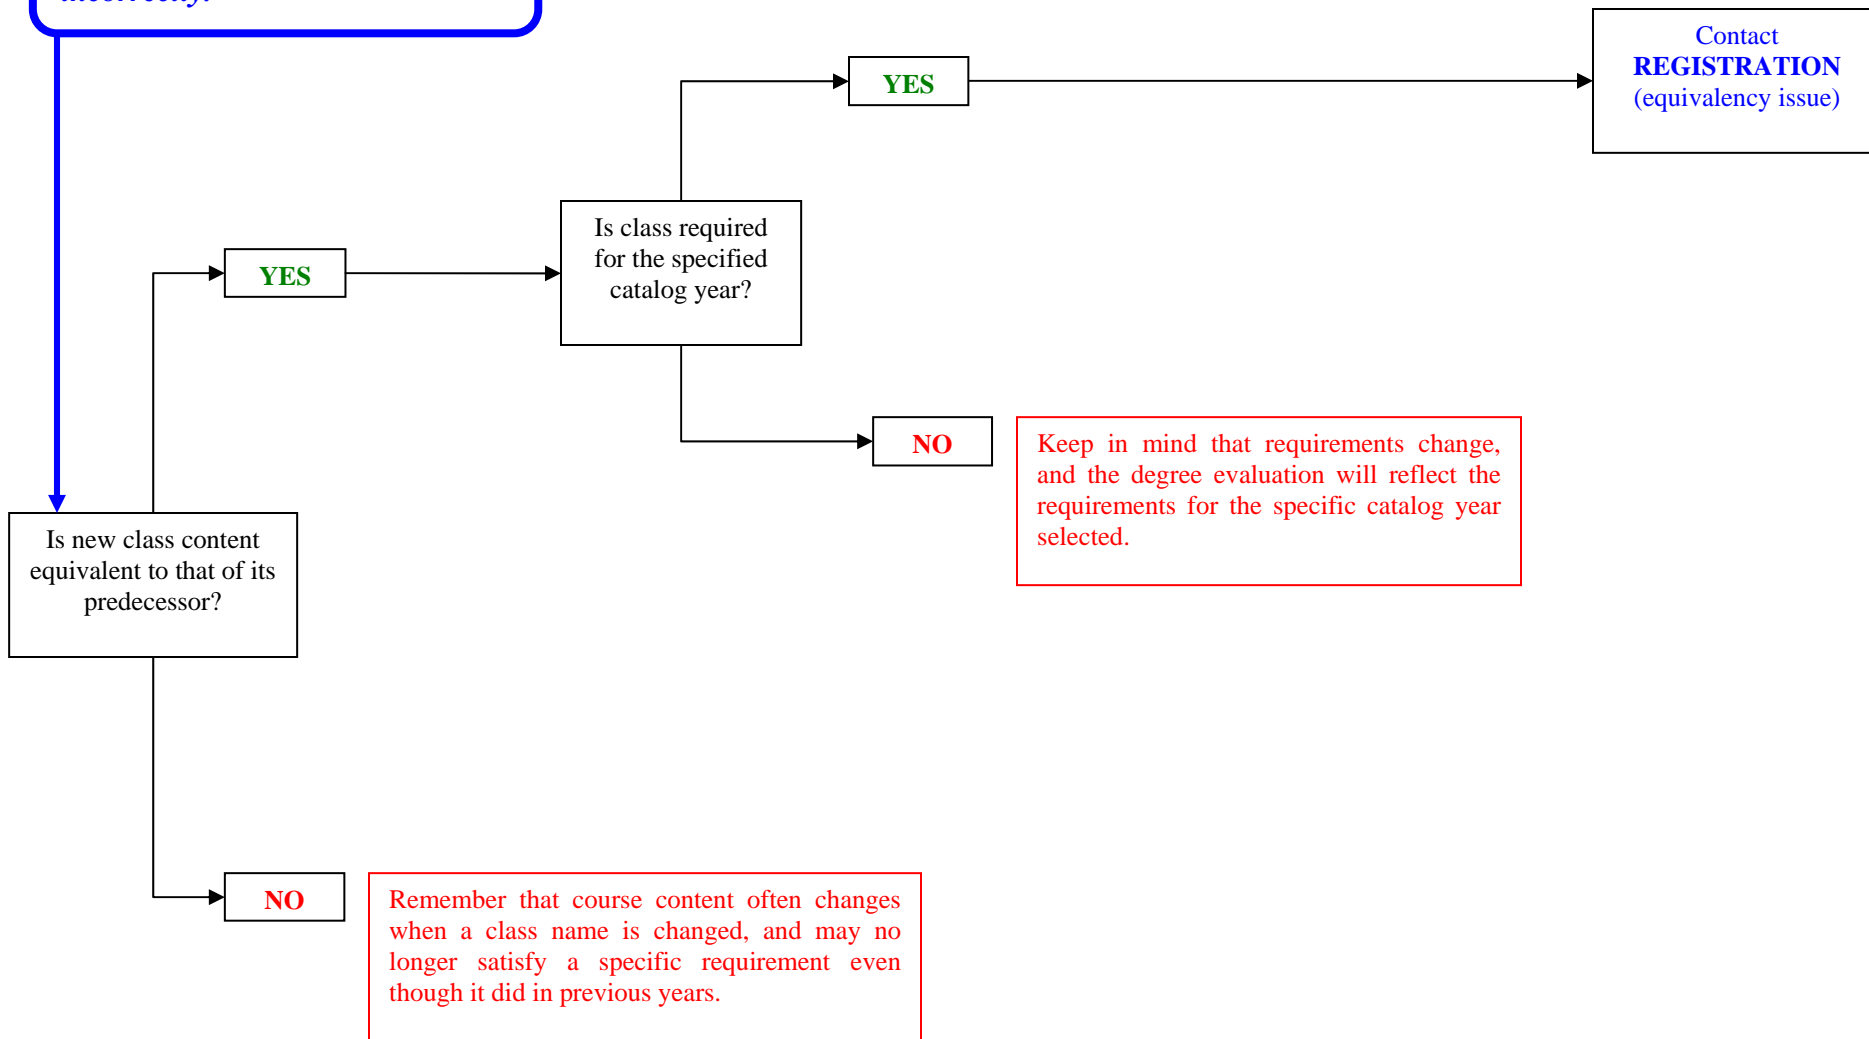 incorrectly.
Contact
REGISTRATION
(equivalency issue)
YES
Is class required
for the specified
catalog year?
YES
NO
Keep in mind that requirements change,
and the degree evaluation will reflect the
requirements for the specific catalog year
selected.
Is new class content
equivalent to that of its
predecessor?
NO
Remember that course content often changes
when a class name is changed, and may no
longer satisfy a specific requirement even
though it did in previous years.